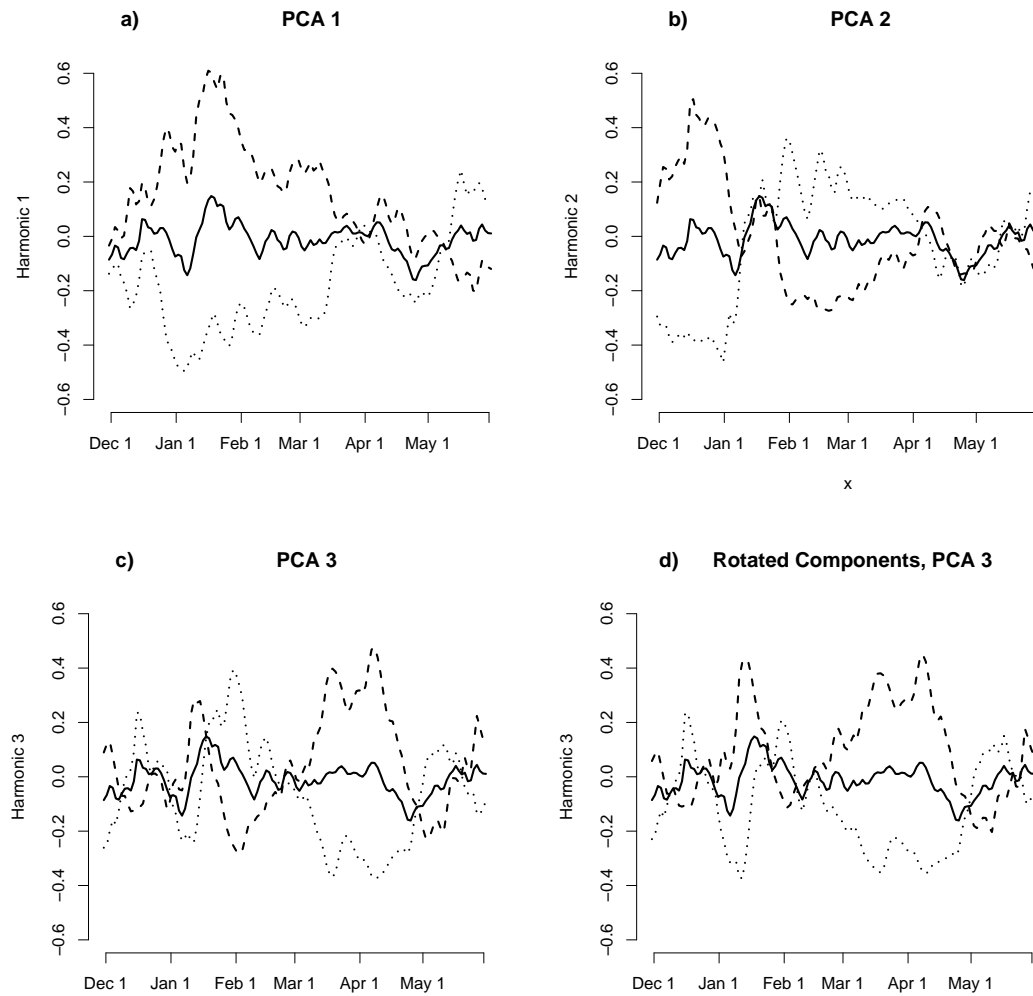 a) PCA 1
Harmonic 1
0.6
0.4
0.2
0.0
−0.2
−0.4
−0.6
Dec 1 Jan 1 Feb 1 Mar 1 Apr 1 May 1
b) PCA 2
Harmonic 2
0.6
0.4
0.2
0.0
−0.2
−0.4
−0.6
Dec 1 Jan 1 Feb 1 Mar 1 Apr 1 May 1
x
c) PCA 3
Harmonic 3
0.6
0.4
0.2
0.0
−0.2
−0.4
−0.6
Dec 1 Jan 1 Feb 1 Mar 1 Apr 1 May 1
d) Rotated Components, PCA 3
Harmonic 3
0.6
0.4
0.2
0.0
−0.2
−0.4
−0.6
Dec 1 Jan 1 Feb 1 Mar 1 Apr 1 May 1